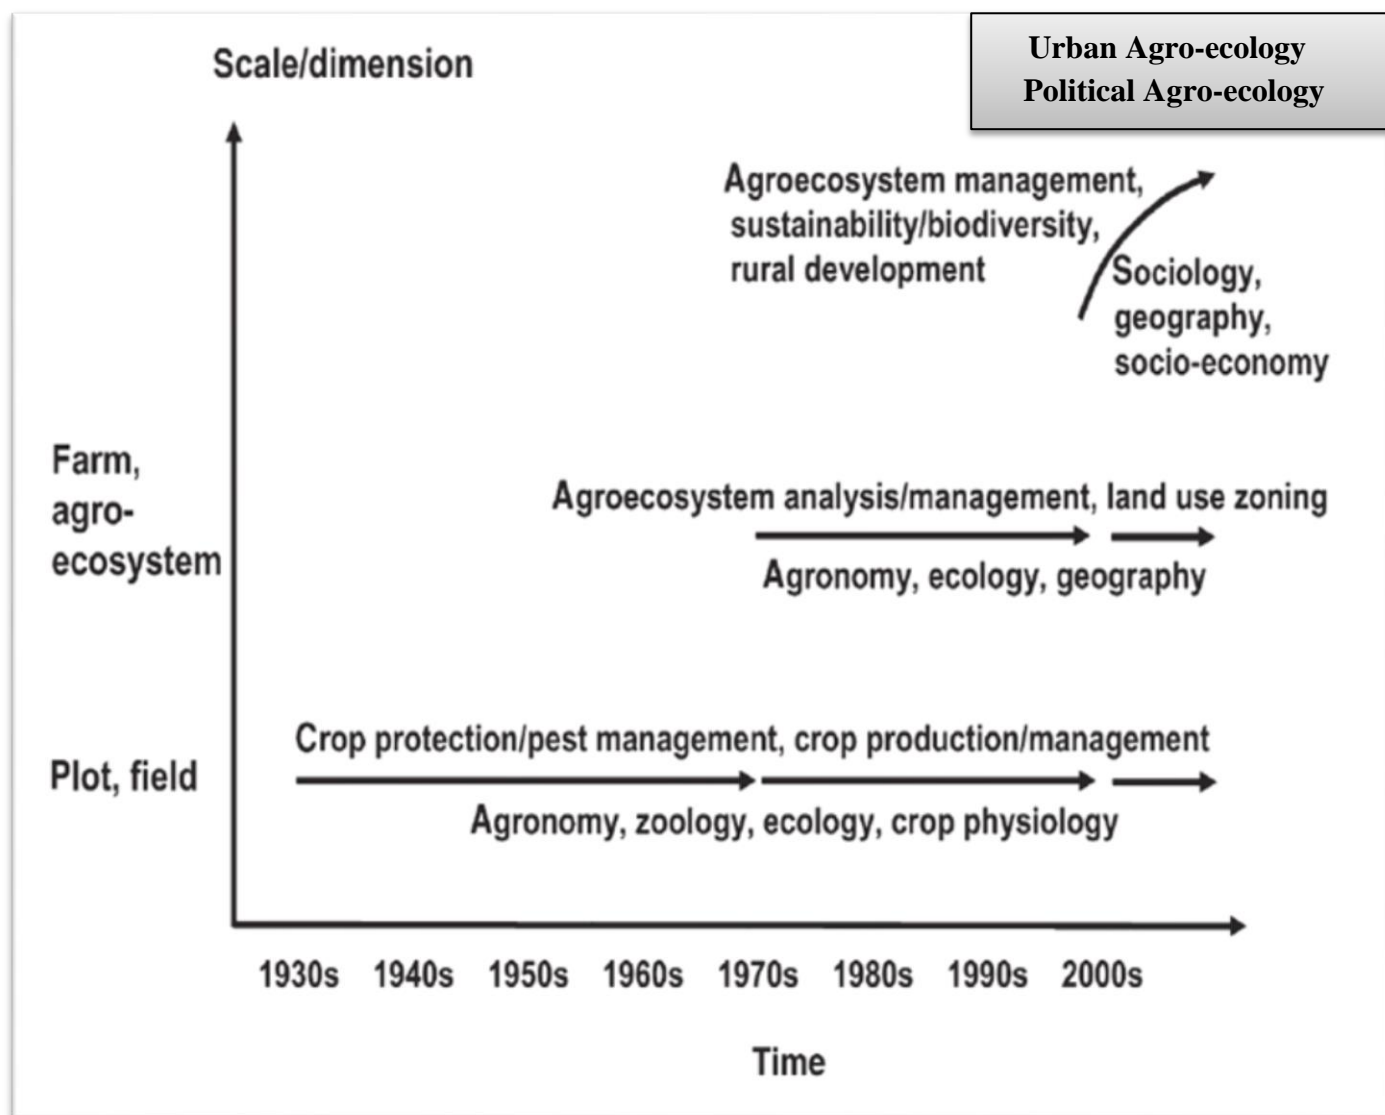 Urban Agro-ecology
Political Agro-ecology
Scale/dimension
Agroecosystem management,
sustainability/biodiversity,
rural development
Sociology,
geography,
socio-economy
Farm,
agro-
ecosystem
Agroecosystem analysis/management, land use zoning
Agronomy, ecology, geography
Plot, field
Crop protection/pest management, crop production/management
Agronomy, zoology, ecology, crop physiology
1930s 1940s 1950s 1960s 1970s 1980s 1990s 2000s
Time